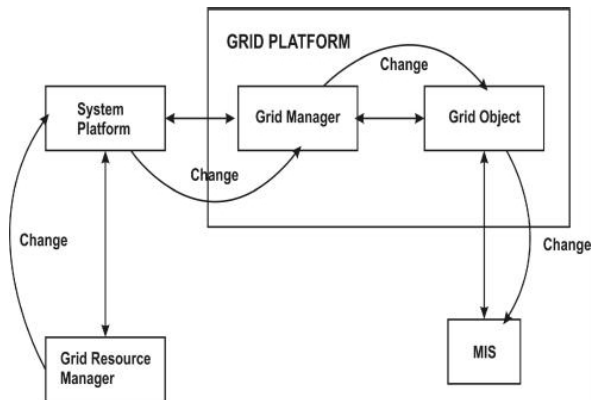 GRID PLATFORM
Change
System
Platform
Grid Manager
Grid Object
Change
Change
Change
Grid Resource
Manager
MIS